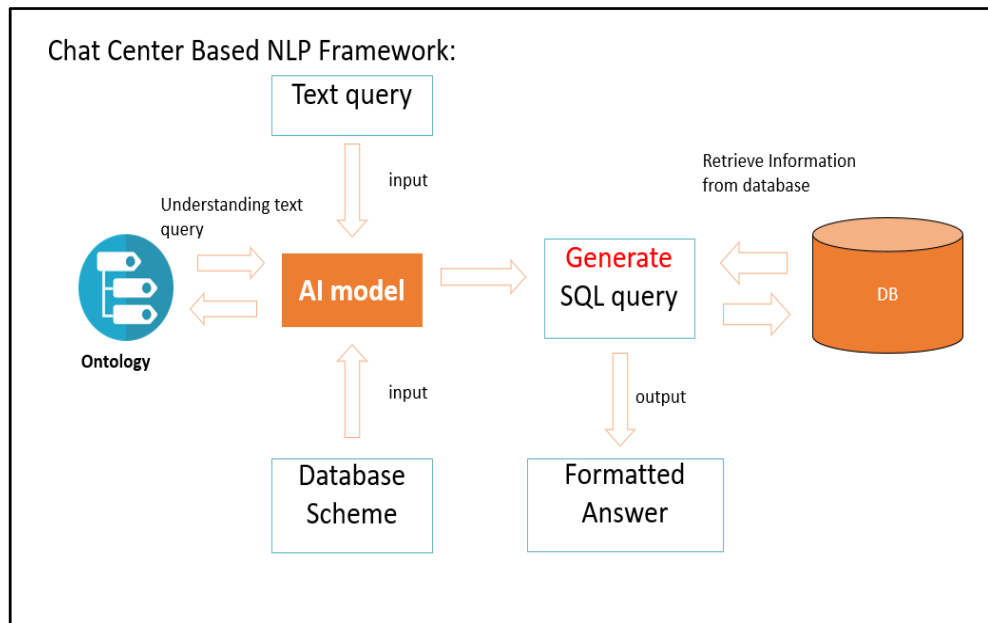 Chat Center Based NLP Framework:
Text query
input
Retrieve Information
from database
Understanding text
query
AI model
Generate
SQL query
DB
Ontology
input
output
Database
Scheme
Formatted
Answer